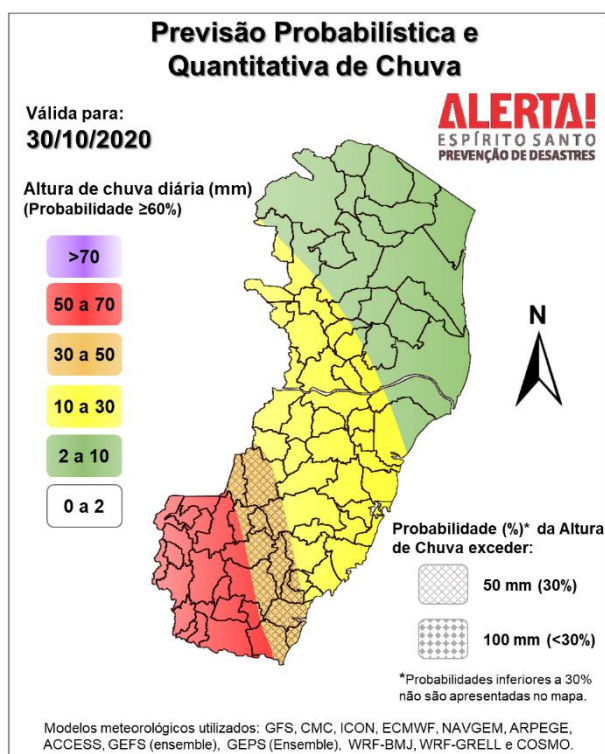 Previsão Probabilística e
Quantitativa de Chuva
Válida para:
30/10/2020
ALERTA!
ESPÍRITO SANTO
PREVENÇÃO DE DESASTRES
Altura de chuva diária (mm)
(Probabilidade ≥60%)
>70
50 a 70
30 a 50
10 a 30
2 a 10
0 a 2
N
Probabilidade (%)* da Altura
de Chuva exceder:
50 mm (30%)
100 mm (<30%)
*Probabilidades inferiores a 30%
não são apresentadas no mapa.
Modelos meteorológicos utilizados: GFS, CMC, ICON, ECMWF, NAVGEM, ARPEGE,
ACCESS, GEFS (ensemble), GEPS (Ensemble), WRF-BMJ, WRF-GRELL e COSMO.